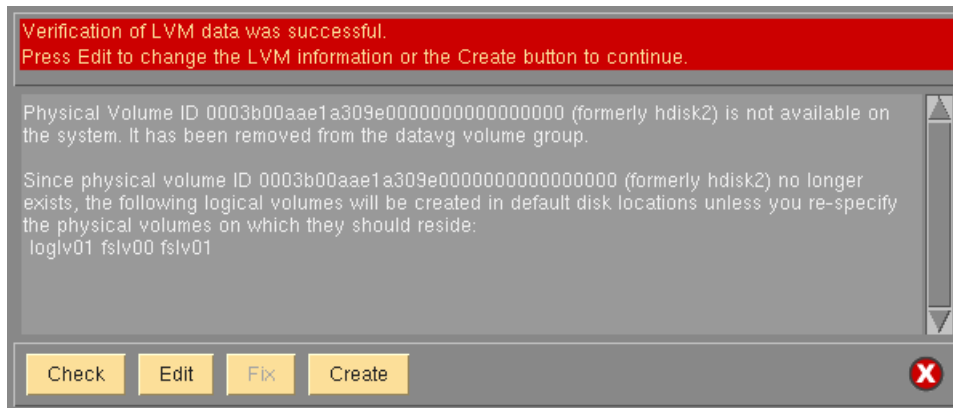 Verification of LVM data was successful.
Press Edit to change the LVM information or the Create button to continue.
Physical Volume ID 0003b00aae1a309e0000000000000000 (formerly hdisk2) is not available on
the system. It has been removed from the datavg volume group.
Since physical volume ID 0003b00aae1a309e0000000000000000 (formerly hdisk2) no longer
exists, the following logical volumes will be created in default disk locations unless you re-specify
the physical volumes on which they should reside:
loglv01 fslv00 fslv01
Check Edit Fix Create